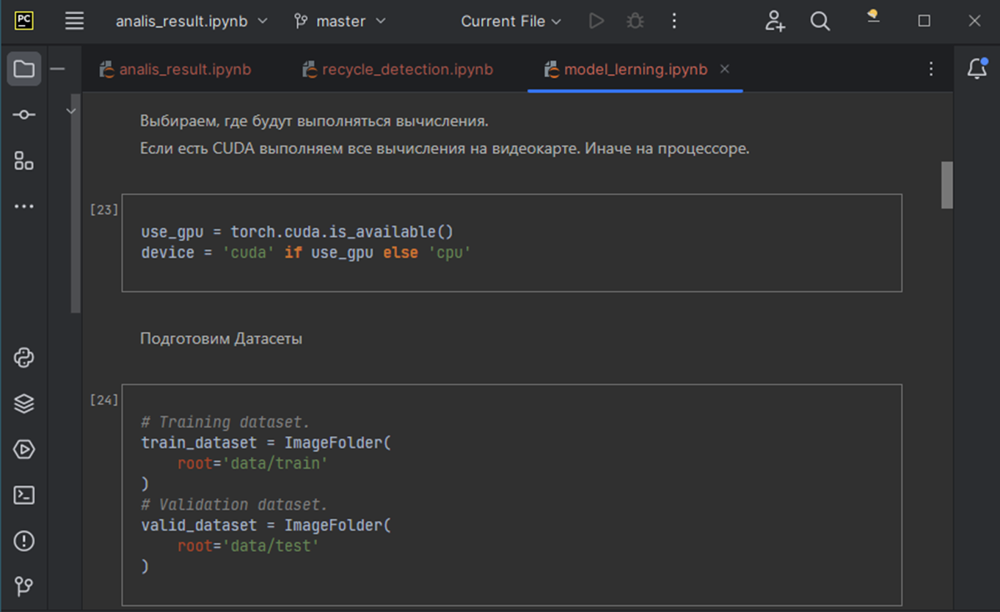 PC analis_result.ipynb master Current File
analis_result.ipynb recycle_detection.ipynb model_lerning.ipynb
Выбираем, где будут выполняться вычисления.
Если есть CUDA выполняем все вычисления на видеокарте. Иначе на процессоре.
[23]
use_gpu = torch.cuda.is_available()
device = 'cuda' if use_gpu else 'cpu'
Подготовим Датасеты
[24]
# Training dataset.
train_dataset = ImageFolder(
    root='data/train'
)
# Validation dataset.
valid_dataset = ImageFolder(
    root='data/test'
)